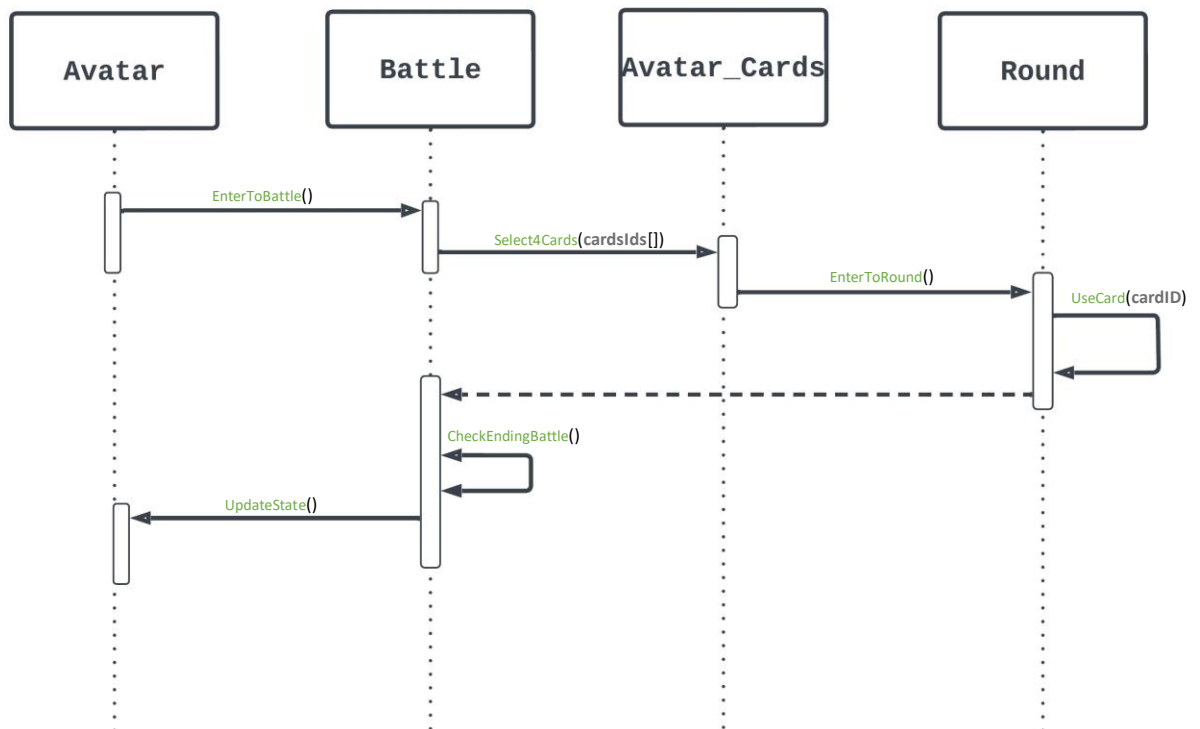 Avatar
Battle
Avatar_Cards
Round
EnterToBattle()
Select4Cards(cardsIds[])
EnterToRound()
UseCard(cardID)
CheckEndingBattle()
UpdateState()